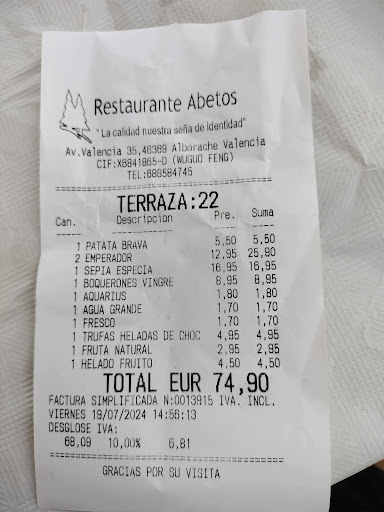 Restaurante Abetos
"La calidad nuestra seña de identidad"
Av.Valencia 35,46369 Alborache Valencia
CIF:X6841865-D (WUGUO FENG)
TEL:688584745
TERRAZA:22
Can. Descripcion Pre. Suma
1 PATATA BRAVA 5,50 5,50
2 EMPERADOR 12,95 25,90
1 SEPIA ESPECIA 16,95 16,95
1 BOQUERONES VINGRE 8,95 8,95
1 AQUARIUS 1,80 1,80
1 AGUA GRANDE 1,70 1,70
1 FRESCO 1,70 1,70
1 TRUFAS HELADAS DE CHOC 4,95 4,95
1 FRUTA NATURAL 2,95 2,95
1 HELADO FRUITO 4,50 4,50
TOTAL EUR 74,90
FACTURA SIMPLIFICADA N:0013915 IVA. INCL.
VIERNES 19/07/2024 14:56:13
DESGLOSE IVA:
68,09 10,00% 6,81
GRACIAS POR SU VISITA